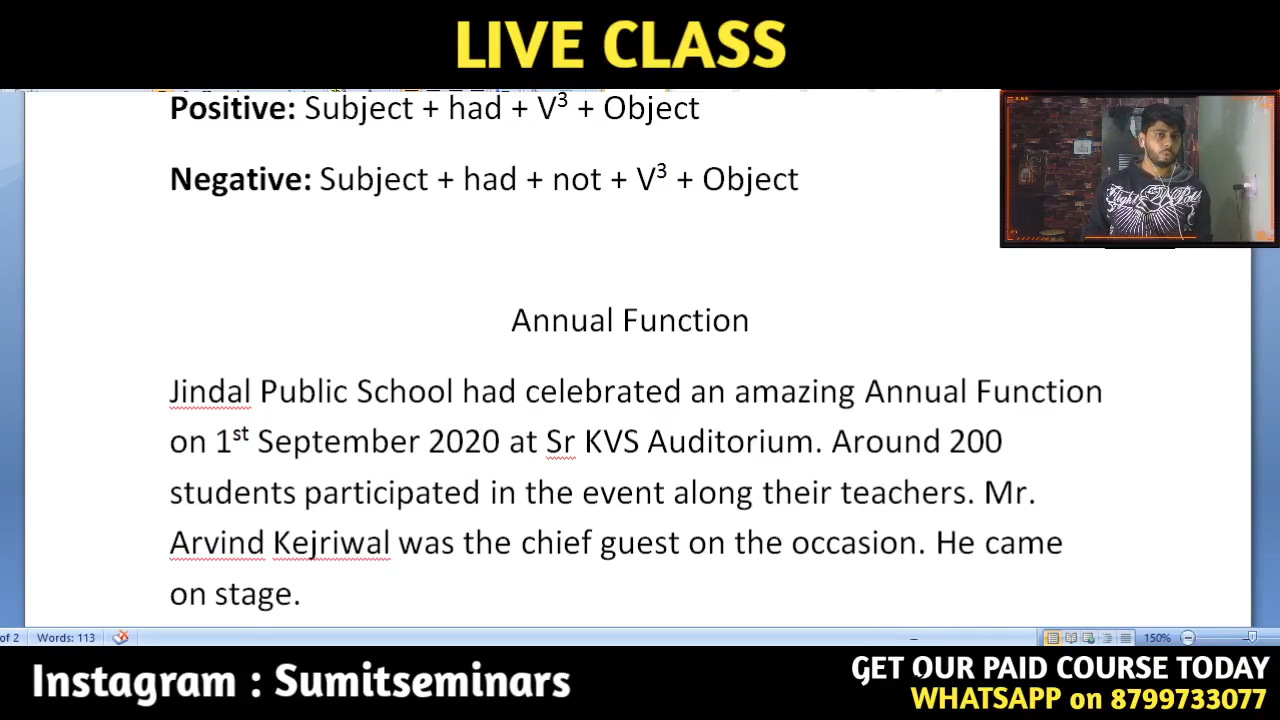 LIVE CLASS
Positive: Subject + had + V³ + Object
Negative: Subject + had + not + V³ + Object
Annual Function
Jindal Public School had celebrated an amazing Annual Function
on 1ˢᵗ September 2020 at Sr KVS Auditorium. Around 200
students participated in the event along their teachers. Mr.
Arvind Kejriwal was the chief guest on the occasion. He came
on stage.
of 2 Words: 113 150%
Instagram : Sumitseminars
GET OUR PAID COURSE TODAY
WHATSAPP on 8799733077